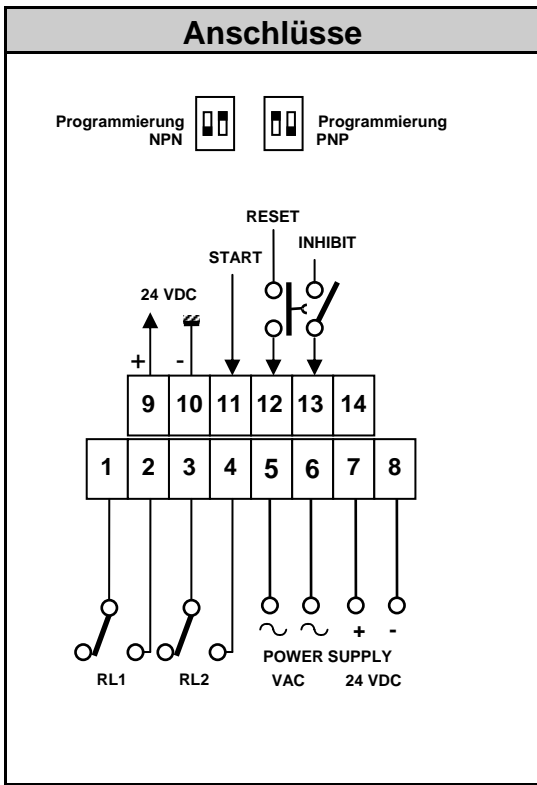 Anschlüsse
Programmierung
NPN
Programmierung
PNP
RESET
INHIBIT
START
24 VDC
+ -
9 10 11 12 13 14
1 2 3 4 5 6 7 8
+ -
POWER SUPPLY
RL1 RL2 VAC 24 VDC